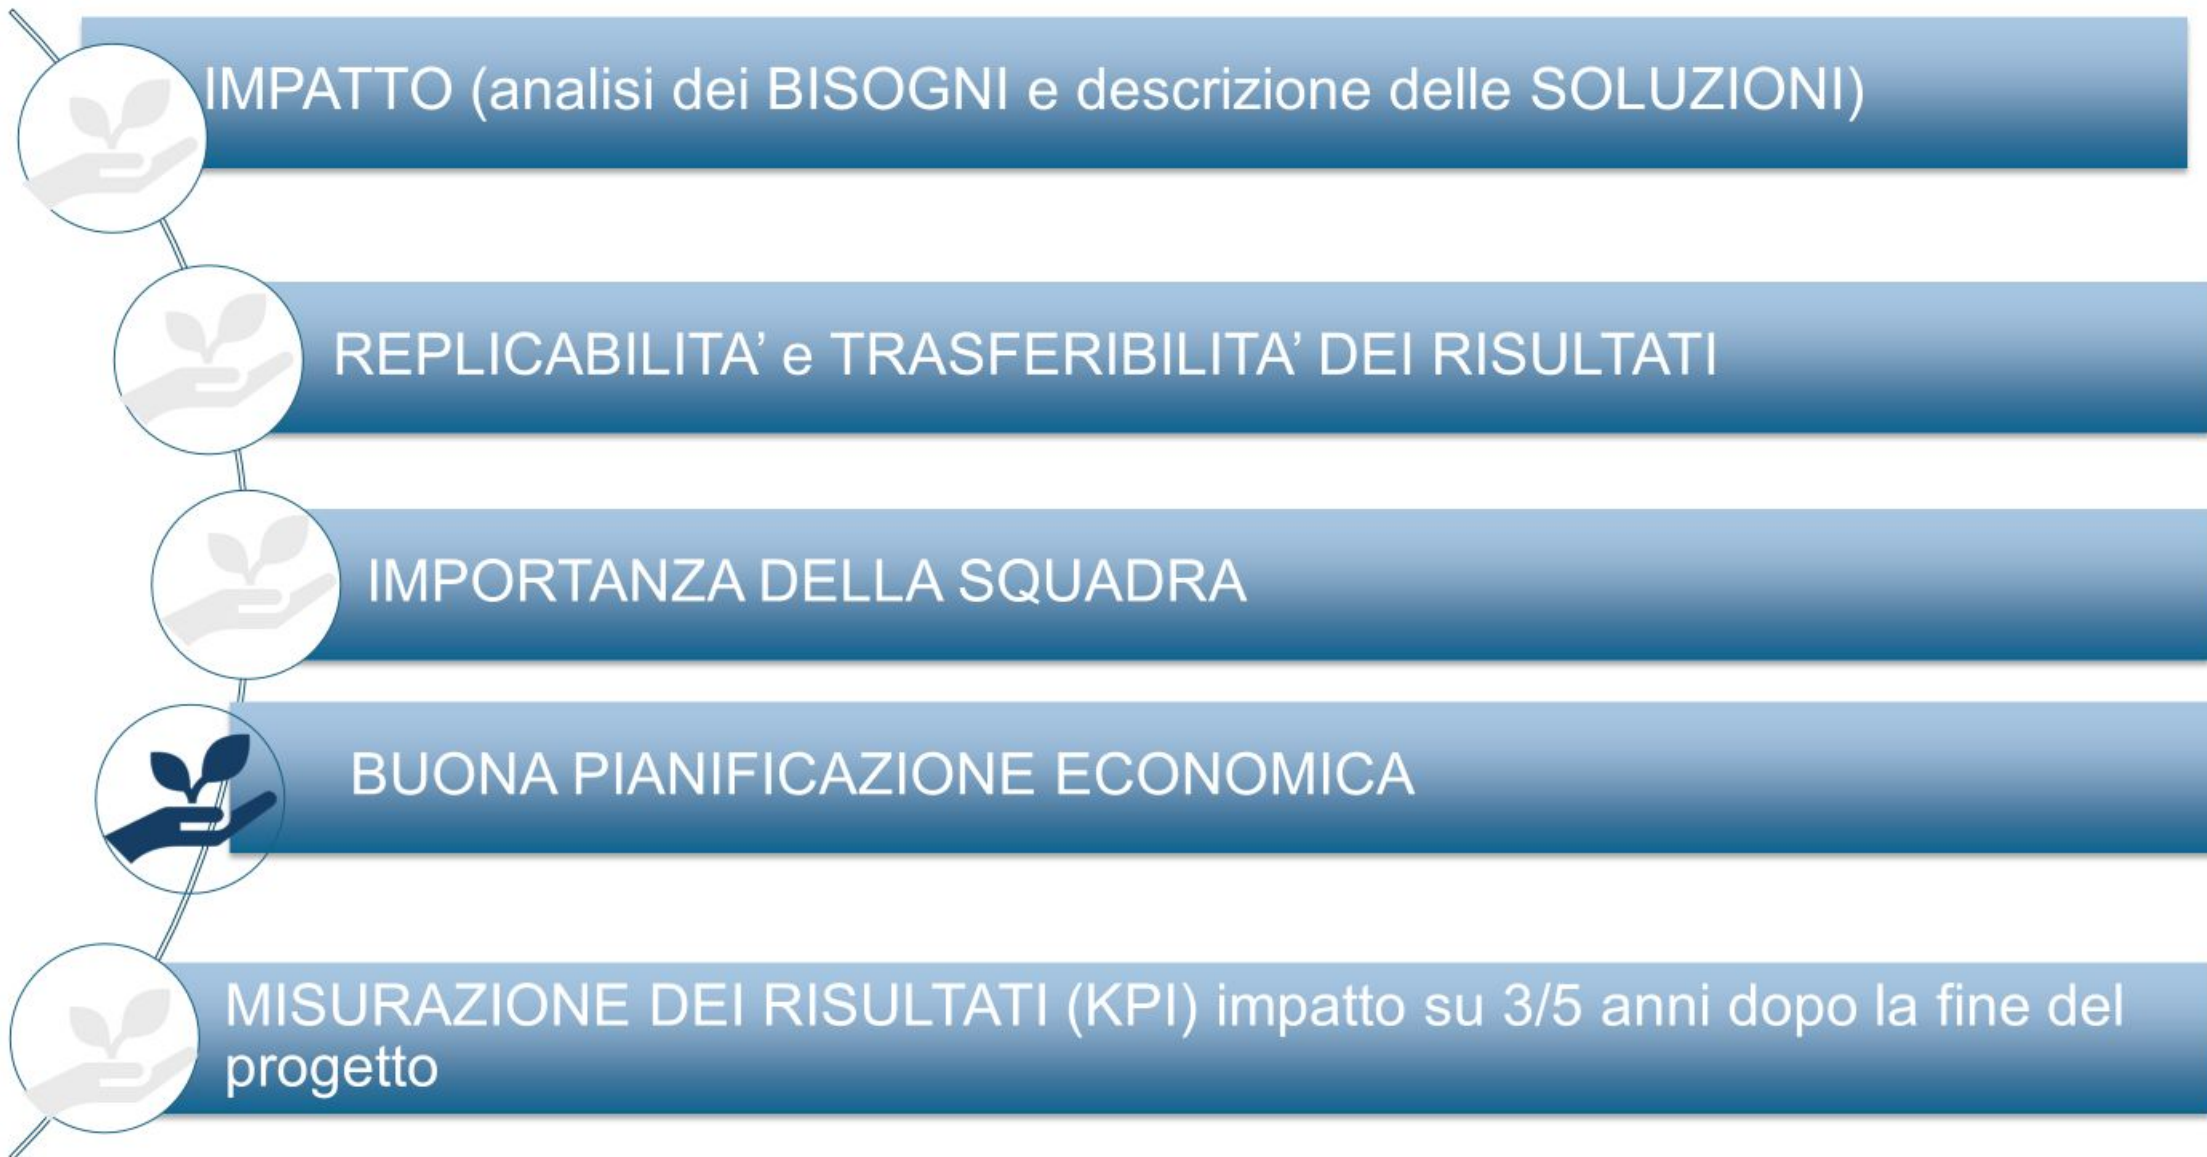 IMPATTO (analisi dei BISOGNI e descrizione delle SOLUZIONI)
REPLICABILITA’ e TRASFERIBILITA’ DEI RISULTATI
IMPORTANZA DELLA SQUADRA
BUONA PIANIFICAZIONE ECONOMICA
MISURAZIONE DEI RISULTATI (KPI) impatto su 3/5 anni dopo la fine del
progetto